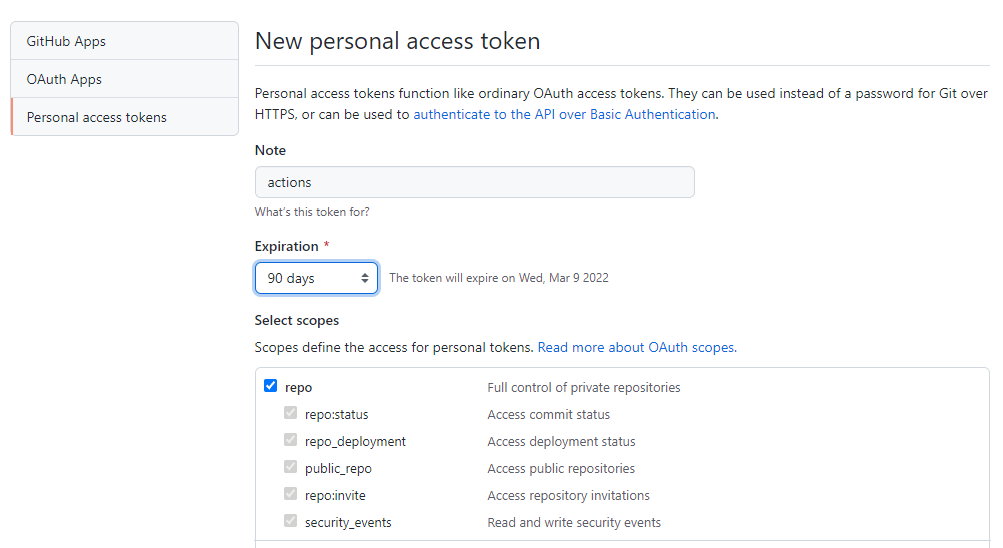 GitHub Apps
OAuth Apps
Personal access tokens
New personal access token
Personal access tokens function like ordinary OAuth access tokens. They can be used instead of a password for Git over
HTTPS, or can be used to authenticate to the API over Basic Authentication.
Note
actions
What's this token for?
Expiration *
90 days The token will expire on Wed, Mar 9 2022
Select scopes
Scopes define the access for personal tokens. Read more about OAuth scopes.
repo Full control of private repositories
repo:status Access commit status
repo_deployment Access deployment status
public_repo Access public repositories
repo:invite Access repository invitations
security_events Read and write security events